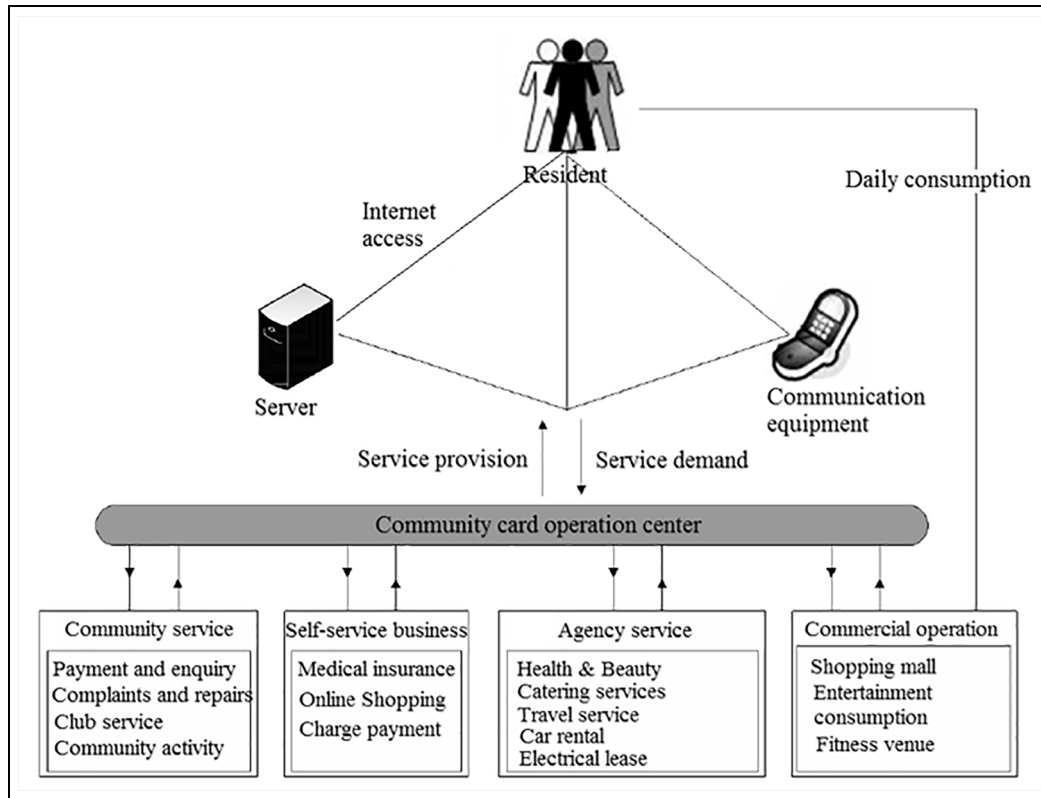 Resident
Daily consumption
Internet
access
Server
Communication
equipment
Service provision
Service demand
Community card operation center
Community service
Payment and enquiry
Complaints and repairs
Club service
Community activity
Self-service business
Medical insurance
Online Shopping
Charge payment
Agency service
Health & Beauty
Catering services
Travel service
Car rental
Electrical lease
Commercial operation
Shopping mall
Entertainment
consumption
Fitness venue